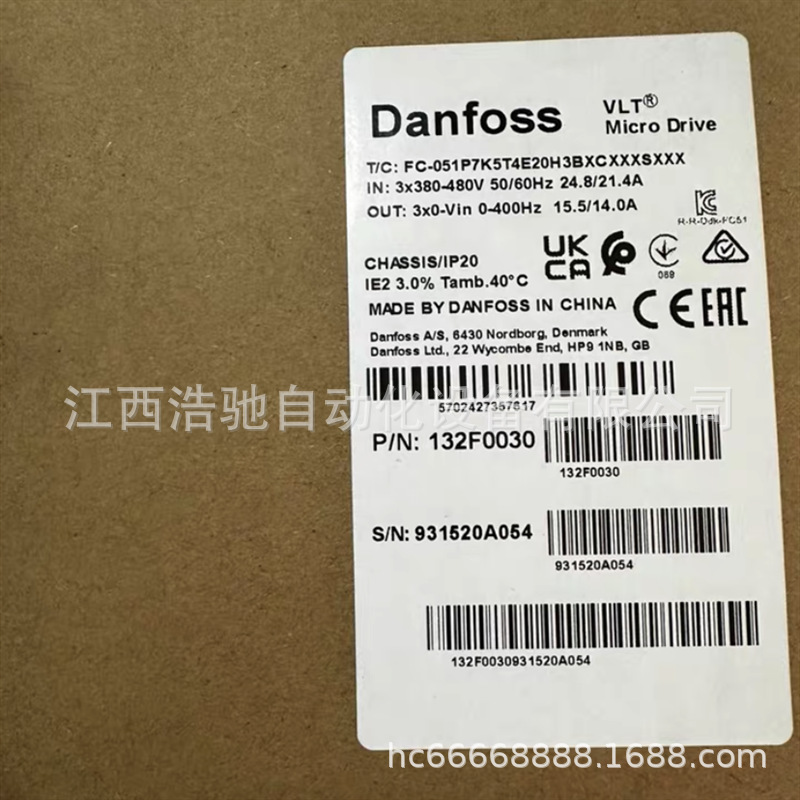 Danfoss
VLT® Micro Drive
T/C: FC-051P7K5T4E20H3BXCXXXSXXX
IN: 3x380-480V 50/60Hz 24.8/21.4A
OUT: 3x0-Vin 0-400Hz 15.5/14.0A
CHASSIS/IP20
IE2 3.0% Tamb.40°C
UK
CA
089
MADE BY DANFOSS IN CHINA
CE EAC
Danfoss A/S, 6430 Nordborg, Denmark
Danfoss Ltd., 22 Wycombe End, HP9 1NB, GB
江西浩驰自动化设备有限公司
5702427357617
P/N: 132F0030
132F0030
S/N: 931520A054
931520A054
132F0030931520A054
hc66668888.1688.com